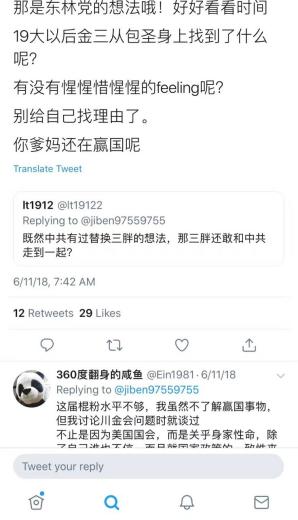 那是东林党的想法哦！好好看看时间
19大以后金三从包圣身上找到了什么
呢？
有没有惺惺惜惺惺的feeling呢？
别给自己找理由了。
你爹妈还在赢国呢
Translate Tweet
lt1912 @lt19122
Replying to @jiben97559755
既然中共有过替换三胖的想法，那三胖还敢和中共
走到一起？
6/11/18, 7:42 AM
12 Retweets 29 Likes
360度翻身的咸鱼 @Ein1981 · 6/11/18
Replying to @jiben97559755
这届棍粉水平不够，我虽然不了解赢国事物，
但我讨论川金会问题时就谈过
不止是因为美国国会，而是关乎身家性命，除
Tweet your reply